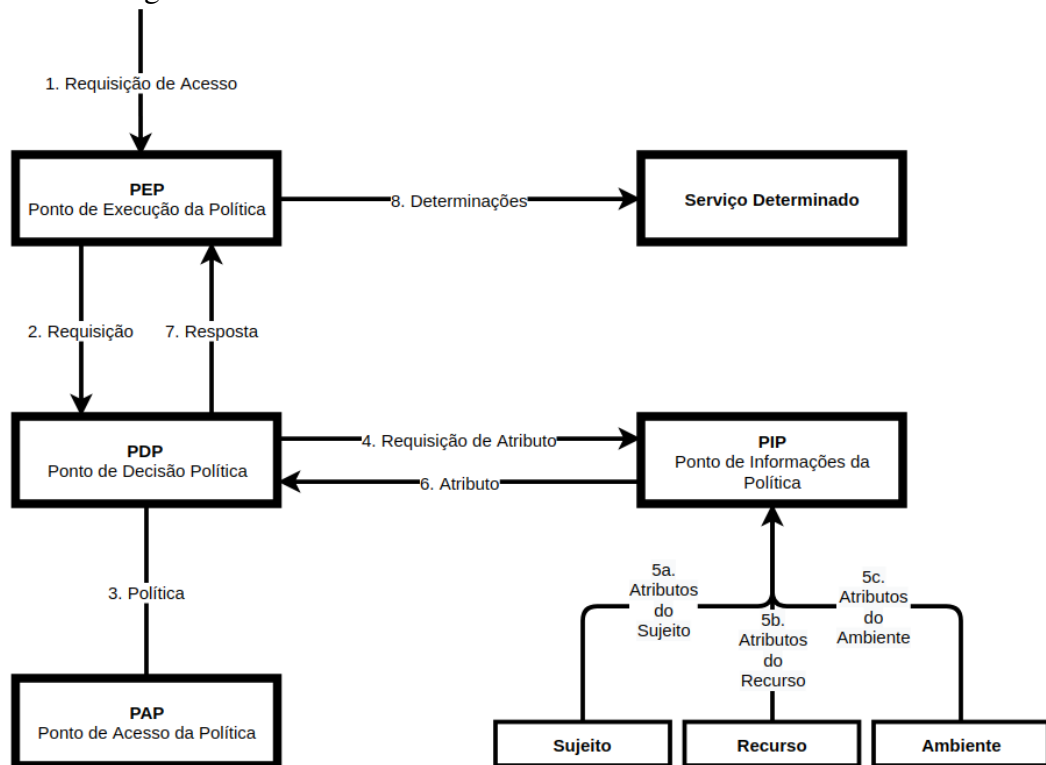 1. Requisição de Acesso
PEP
Ponto de Execução da Política
8. Determinações
Serviço Determinado
2. Requisição
7. Resposta
PDP
Ponto de Decisão Política
4. Requisição de Atributo
6. Atributo
PIP
Ponto de Informações da
Política
3. Política
5a.
Atributos
do
Sujeito
5b.
Atributos
do
Recurso
5c.
Atributos
do
Ambiente
PAP
Ponto de Acesso da Política
Sujeito
Recurso
Ambiente